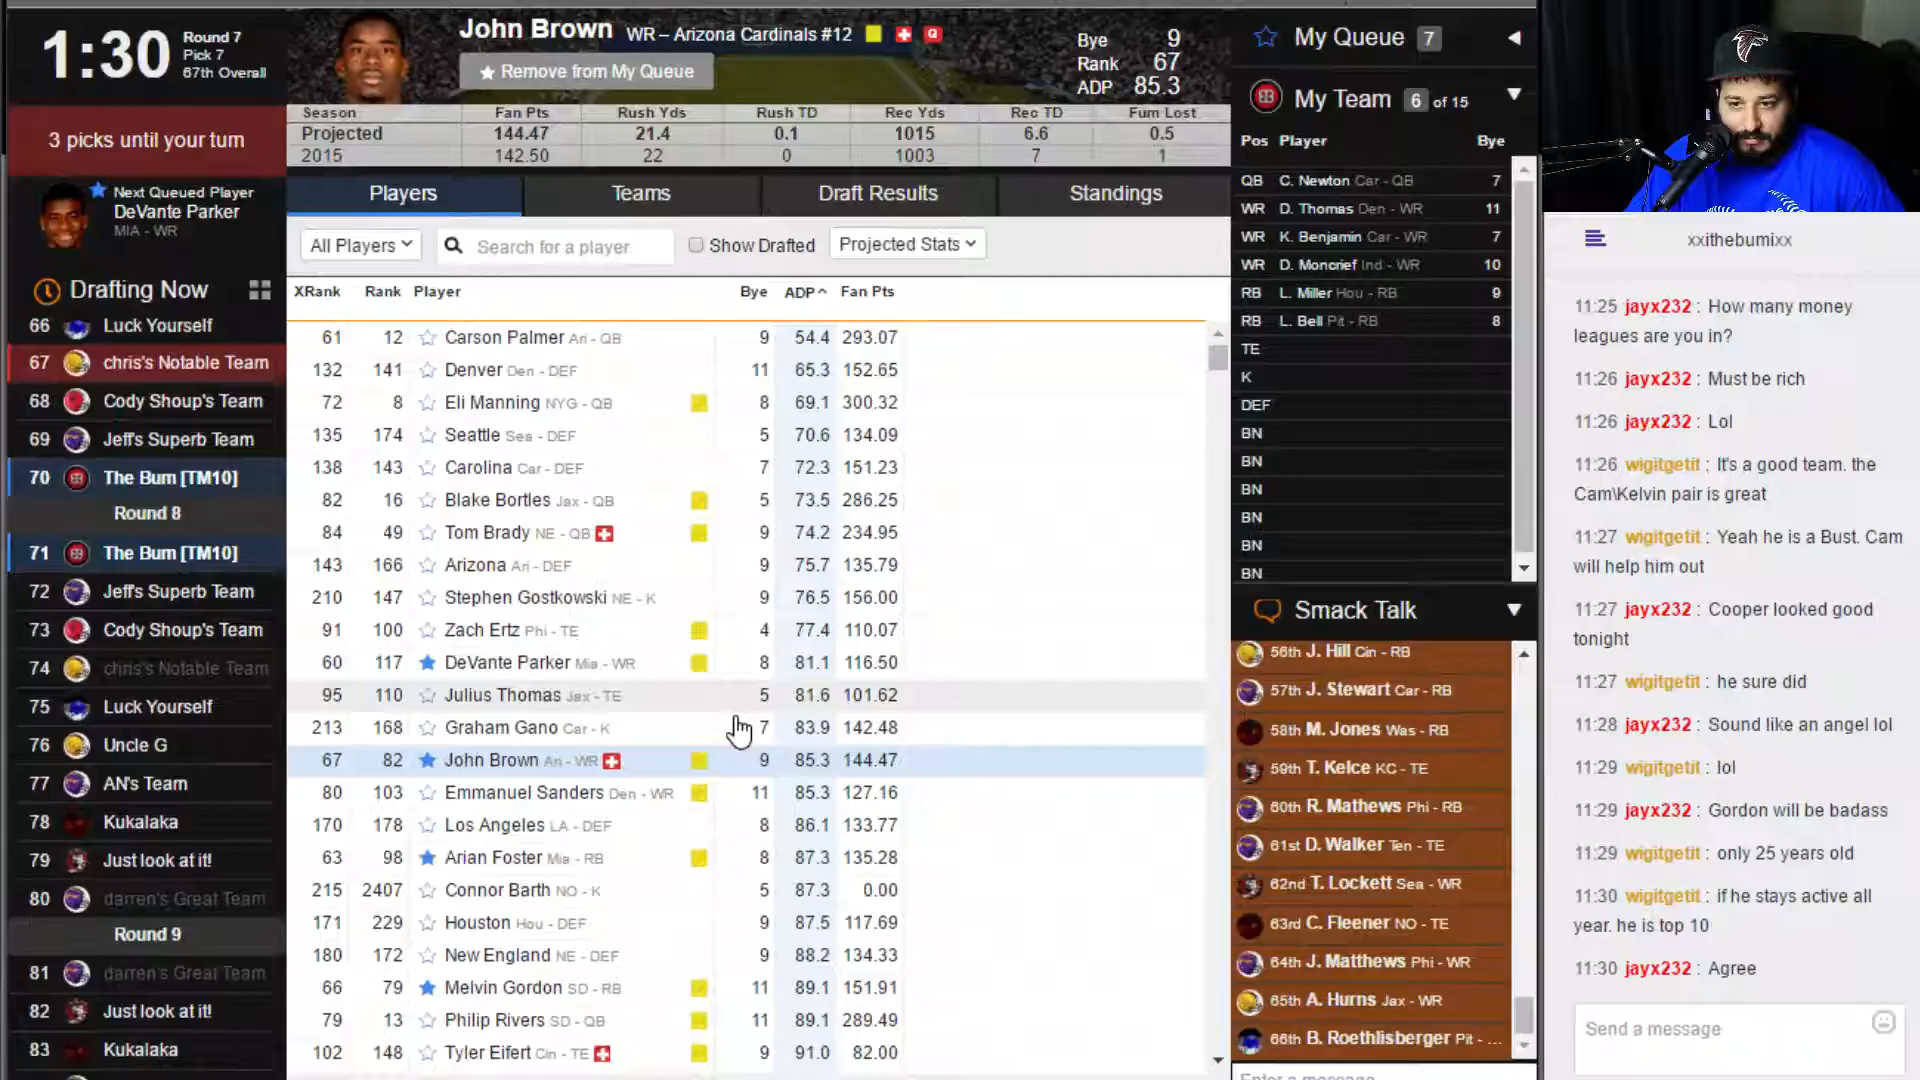 1:30
Round 7
Pick 7
67th Overall
3 picks until your turn
Next Queued Player
DeVante Parker
MIA - WR
Drafting Now
66 Luck Yourself
67 chris's Notable Team
68 Cody Shoup's Team
69 Jeff's Superb Team
70 The Bum [TM10]
Round 8
71 The Bum [TM10]
72 Jeff's Superb Team
73 Cody Shoup's Team
74 chris's Notable Team
75 Luck Yourself
76 Uncle G
77 AN's Team
78 Kukalaka
79 Just look at it!
80 darren's Great Team
Round 9
81 darren's Great Team
82 Just look at it!
83 Kukalaka
John Brown WR – Arizona Cardinals #12 Q
Remove from My Queue
Bye 9
Rank 67
ADP 85.3
Season Fan Pts Rush Yds Rush TD Rec Yds Rec TD Fum Lost
Projected 144.47 21.4 0.1 1015 6.6 0.5
2015 142.50 22 0 1003 7 1
Players Teams Draft Results Standings
All Players Search for a player Show Drafted Projected Stats
XRank Rank Player Bye ADP Fan Pts
61 12 Carson Palmer Ari - QB 9 54.4 293.07
132 141 Denver Den - DEF 11 65.3 152.65
72 8 Eli Manning NYG - QB 8 69.1 300.32
135 174 Seattle Sea - DEF 5 70.6 134.09
138 143 Carolina Car - DEF 7 72.3 151.23
82 16 Blake Bortles Jax - QB 5 73.5 286.25
84 49 Tom Brady NE - QB 9 74.2 234.95
143 166 Arizona Ari - DEF 9 75.7 135.79
210 147 Stephen Gostkowski NE - K 9 76.5 156.00
91 100 Zach Ertz Phi - TE 4 77.4 110.07
60 117 DeVante Parker Mia - WR 8 81.1 116.50
95 110 Julius Thomas Jax - TE 5 81.6 101.62
213 168 Graham Gano Car - K 7 83.9 142.48
67 82 John Brown Ari - WR 9 85.3 144.47
80 103 Emmanuel Sanders Den - WR 11 85.3 127.16
170 178 Los Angeles LA - DEF 8 86.1 133.77
63 98 Arian Foster Mia - RB 8 87.3 135.28
215 2407 Connor Barth NO - K 5 87.3 0.00
171 229 Houston Hou - DEF 9 87.5 117.69
180 172 New England NE - DEF 9 88.2 134.33
66 79 Melvin Gordon SD - RB 11 89.1 151.91
79 13 Philip Rivers SD - QB 11 89.1 289.49
102 148 Tyler Eifert Cin - TE 9 91.0 82.00
My Queue 7
My Team 6 of 15
Pos Player Bye
QB C. Newton Car - QB 7
WR D. Thomas Den - WR 11
WR K. Benjamin Car - WR 7
WR D. Moncrief Ind - WR 10
RB L. Miller Hou - RB 9
RB L. Bell Pit - RB 8
TE
K
DEF
BN
BN
BN
BN
BN
BN
Smack Talk
56th J. Hill Cin - RB
57th J. Stewart Car - RB
58th M. Jones Was - RB
59th T. Kelce KC - TE
60th R. Mathews Phi - RB
61st D. Walker Ten - TE
62nd T. Lockett Sea - WR
63rd C. Fleener NO - TE
64th J. Matthews Phi - WR
65th A. Hurns Jax - WR
66th B. Roethlisberger Pit - ...
Enter a message
xxithebumixx
11:25 jayx232 : How many money
leagues are you in?
11:26 jayx232 : Must be rich
11:26 jayx232 : Lol
11:26 wigitgetit : It's a good team. the
Cam\Kelvin pair is great
11:27 wigitgetit : Yeah he is a Bust. Cam
will help him out
11:27 jayx232 : Cooper looked good
tonight
11:27 wigitgetit : he sure did
11:28 jayx232 : Sound like an angel lol
11:29 wigitgetit : lol
11:29 jayx232 : Gordon will be badass
11:29 wigitgetit : only 25 years old
11:30 wigitgetit : if he stays active all
year. he is top 10
11:30 jayx232 : Agree
Send a message